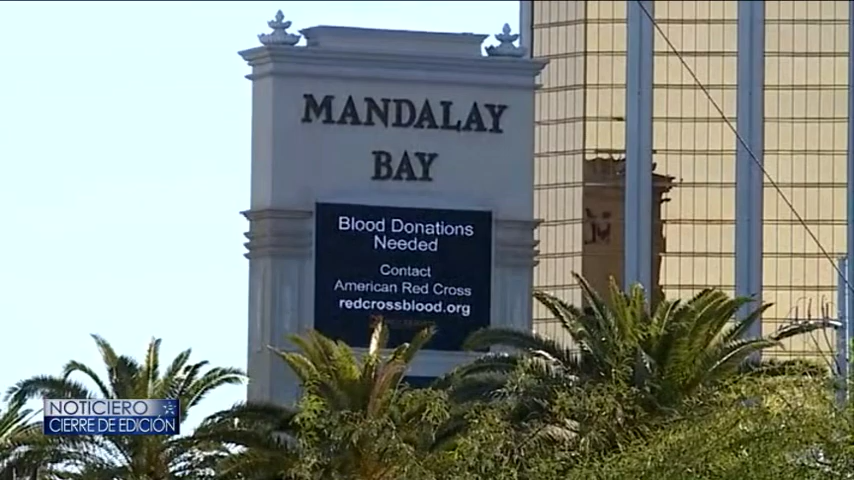 MANDALAY
BAY
Blood Donations
Needed
Contact
American Red Cross
redcrossblood.org
NOTICIERO
CIERRE DE EDICIÓN